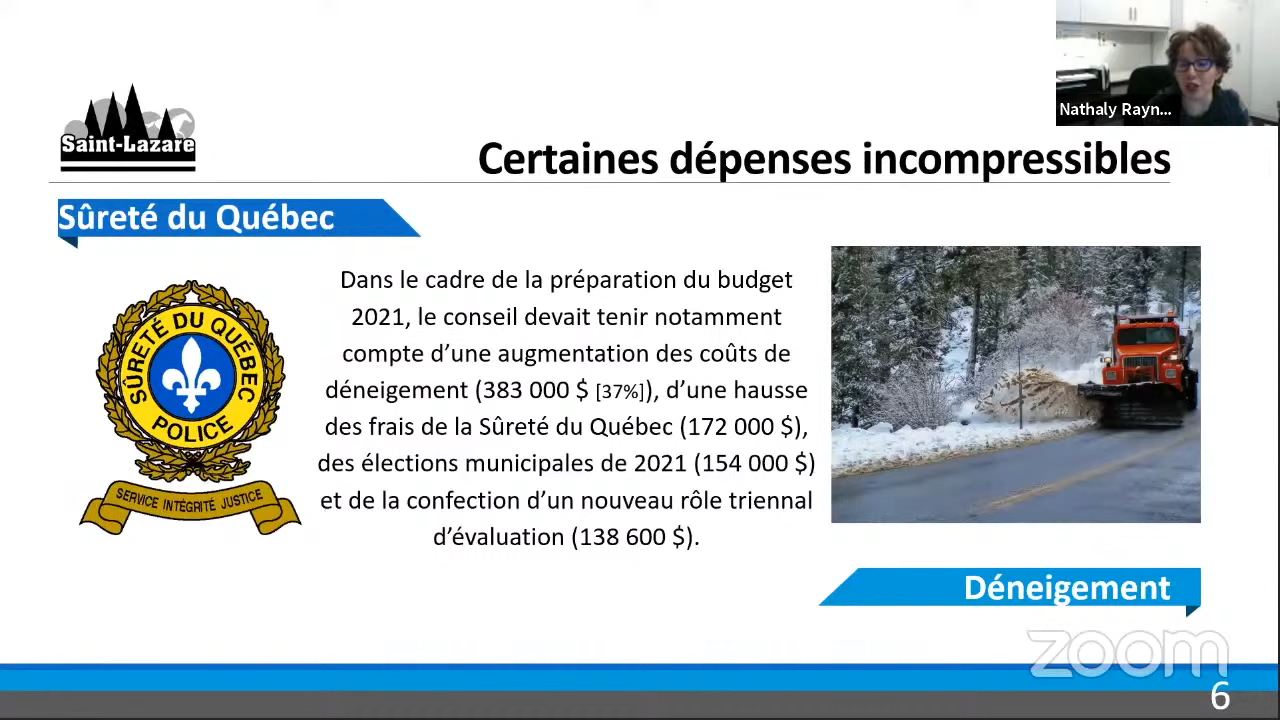 Nathaly Rayn...
Saint-Lazare
Certaines dépenses incompressibles
Sûreté du Québec
SÛRETÉ DU QUÉBEC
POLICE
SERVICE INTÉGRITÉ JUSTICE
Dans le cadre de la préparation du budget
2021, le conseil devait tenir notamment
compte d’une augmentation des coûts de
déneigement (383 000 $ [37%]), d’une hausse
des frais de la Sûreté du Québec (172 000 $),
des élections municipales de 2021 (154 000 $)
et de la confection d’un nouveau rôle triennal
d’évaluation (138 600 $).
Déneigement
zoom
6